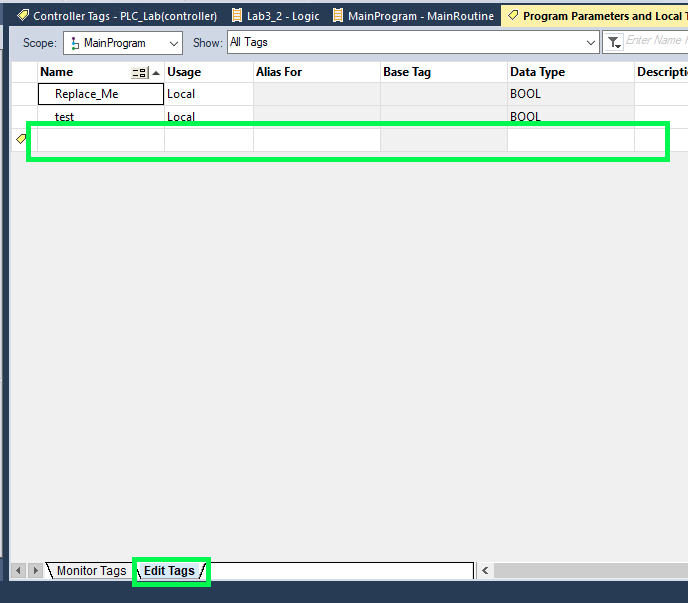 Controller Tags - PLC_Lab(controller) Lab3_2 - Logic MainProgram - MainRoutine Program Parameters and Local
Scope: MainProgram Show: All Tags Enter Name
Name Usage Alias For Base Tag Data Type
Replace_Me Local BOOL
test Local BOOL
Monitor Tags Edit Tags